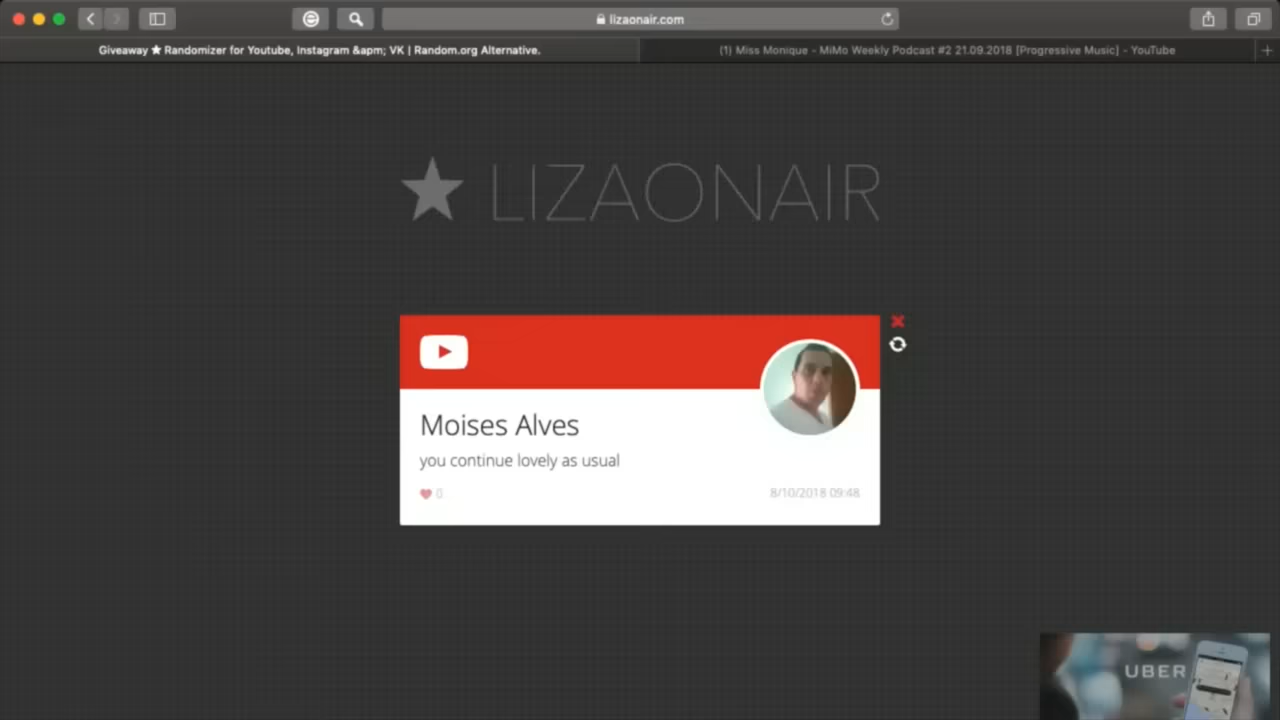 lizaonair.com
Giveaway ★ Randomizer for Youtube, Instagram &apm; VK | Random.org Alternative.
(1) Miss Monique - MiMo Weekly Podcast #2 21.09.2018 [Progressive Music] - YouTube
★ LIZAONAIR
Moises Alves
you continue lovely as usual
0
8/10/2018 09:48
UBER